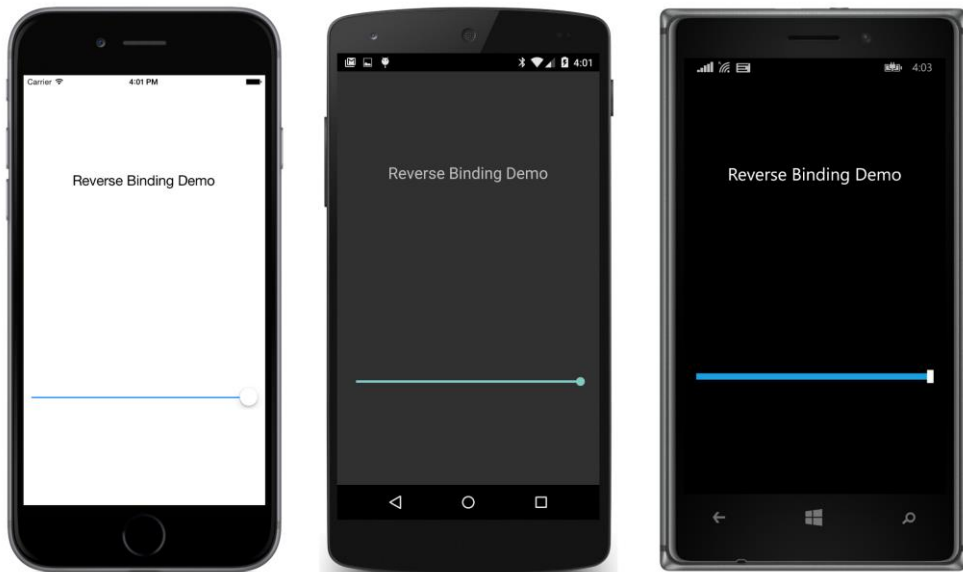 Carrier
4:01 PM
Reverse Binding Demo
4:01
Reverse Binding Demo
4:03
Reverse Binding Demo